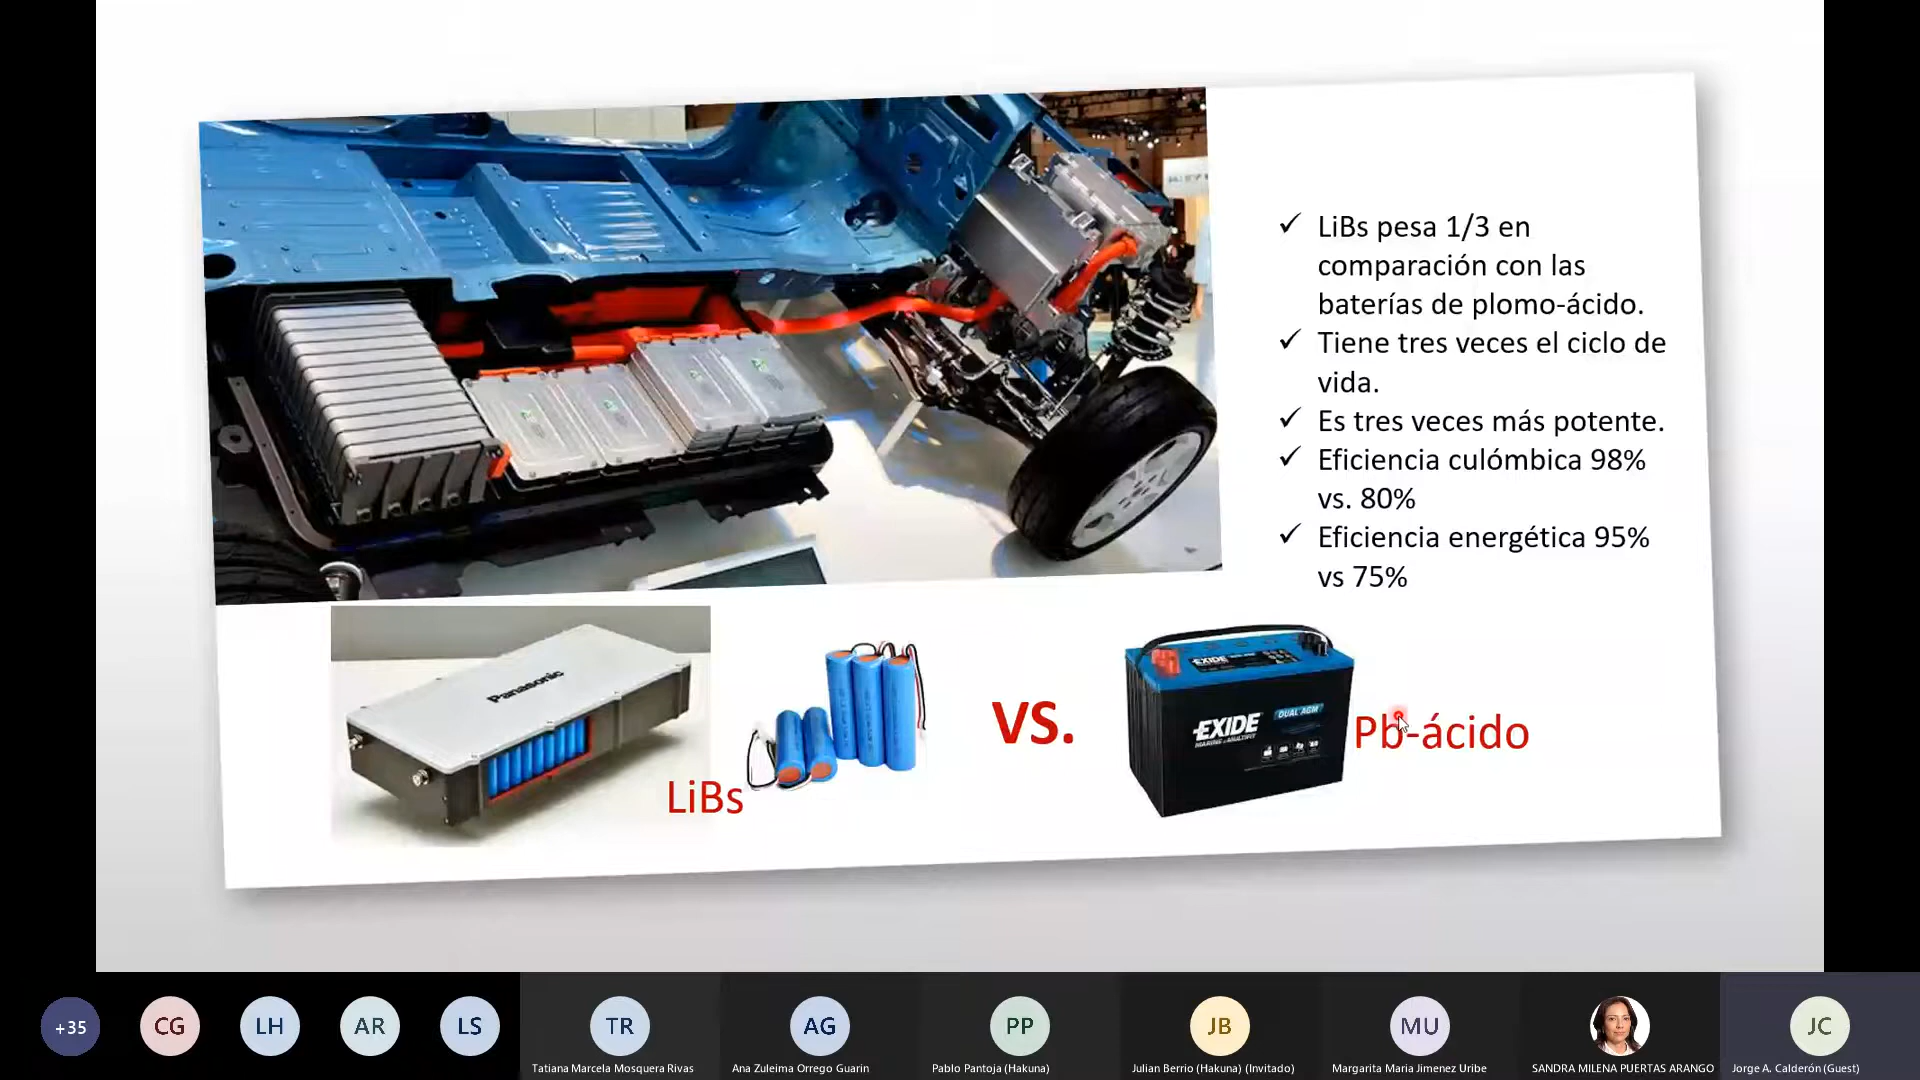 ✓ LiBs pesa 1/3 en
comparación con las
baterías de plomo-ácido.
✓ Tiene tres veces el ciclo de
vida.
✓ Es tres veces más potente.
✓ Eficiencia culómbica 98%
vs. 80%
✓ Eficiencia energética 95%
vs 75%
Panasonic
LiBs
VS.
EXIDE
EXIDE
DUAL AGM
MARINE & MULTIFIT
Pb-ácido
+35
CG
LH
AR
LS
TR
Tatiana Marcela Mosquera Rivas
AG
Ana Zuleima Orrego Guarin
PP
Pablo Pantoja (Hakuna)
JB
Julian Berrio (Hakuna) (Invitado)
MU
Margarita Maria Jimenez Uribe
SANDRA MILENA PUERTAS ARANGO
JC
Jorge A. Calderón (Guest)